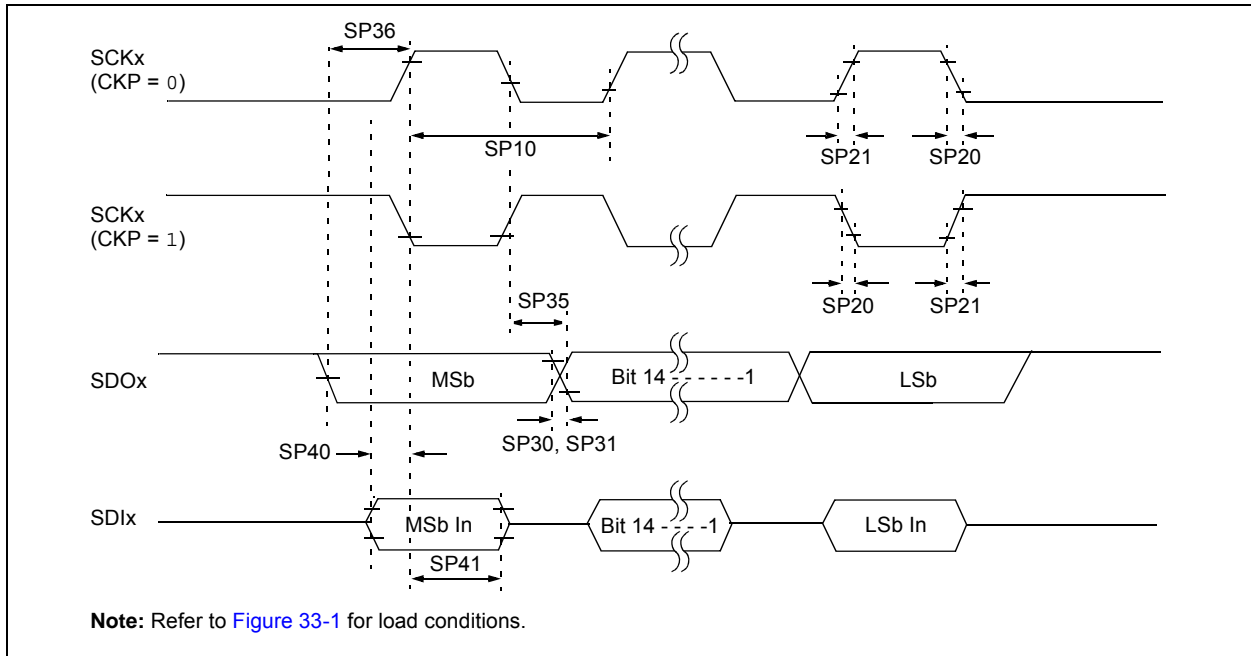 SP36
SCKx
(CKP = 0)
SP10
SP21
SP20
SCKx
(CKP = 1)
SP35
SP20
SP21
SDOx
MSb
Bit 14 - - - - - -1
LSb
SP30, SP31
SP40
SDIx
MSb In
Bit 14 - - - -1
LSb In
SP41
Note: Refer to Figure 33-1 for load conditions.